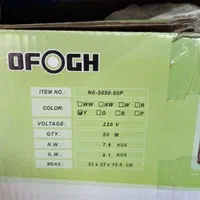 OFOGH
ITEM NO.: NE-5050-60P
COLOR: □WW □NW □W □R
☑Y □G □R □P
VOLTAGE: 220 V
QTY.: 50 M
N.W.: 7.6 KGS
G.W.: 8.1 KGS
MEAS.: 33 X 33 X 15.5 CM